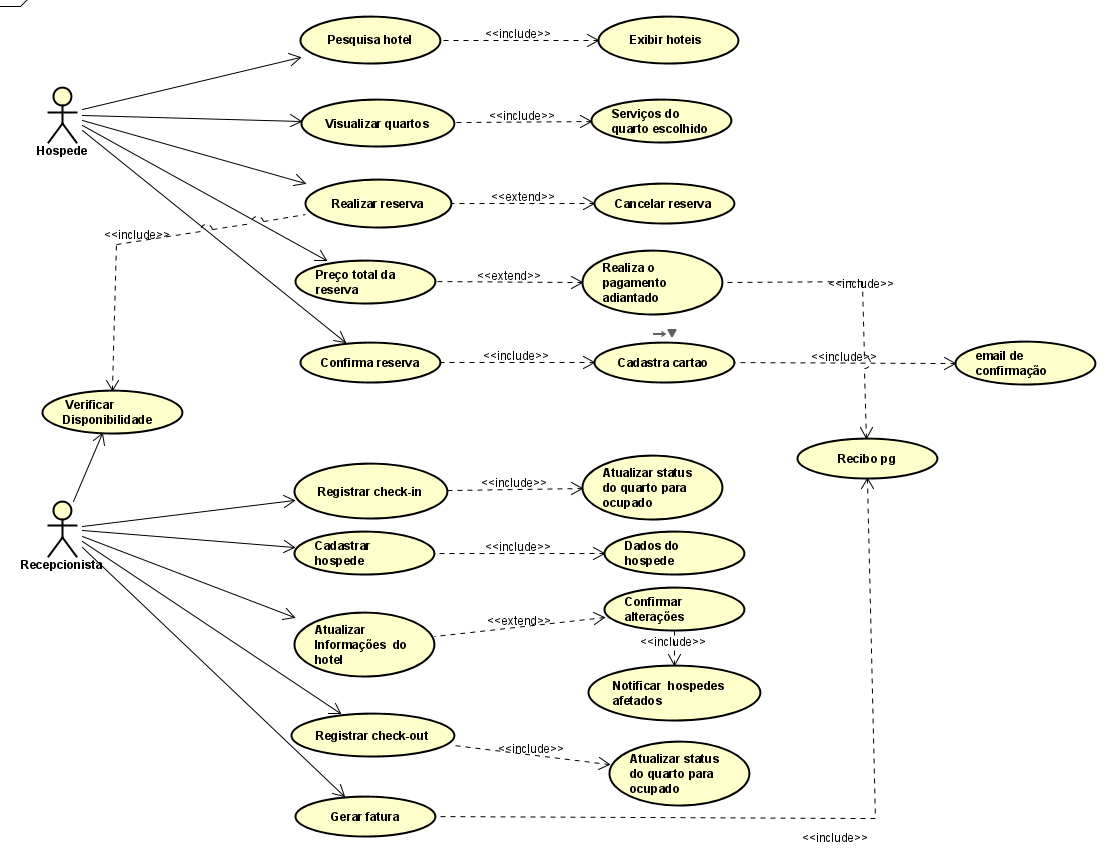 Pesquisa hotel
<<include>>
Exibir hoteis
Hospede
Visualizar quartos
<<include>>
Serviços do
quarto escolhido
Realizar reserva
<<extend>>
Cancelar reserva
<<include>>
Preço total da
reserva
<<extend>>
Realiza o
pagamento
adiantado
<<include>>
Confirma reserva
<<include>>
Cadastra cartao
<<include>>
email de
confirmação
Verificar
Disponibilidade
Recibo pg
Registrar check-in
<<include>>
Atualizar status
do quarto para
ocupado
Recepcionista
Cadastrar
hospede
<<include>>
Dados do
hospede
Atualizar
Informações do
hotel
<<extend>>
Confirmar
alterações
<<include>>
Notificar hospedes
afetados
Registrar check-out
<<include>>
Atualizar status
do quarto para
ocupado
Gerar fatura
<<include>>